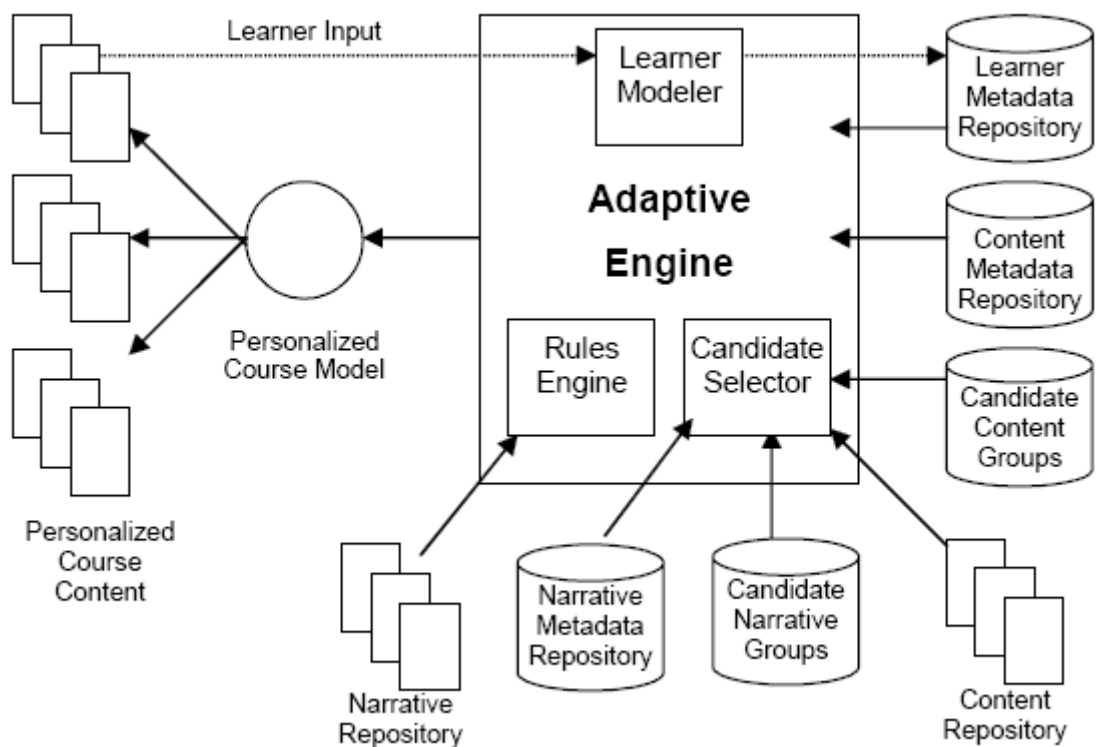 Learner Input
Learner
Modeler
Learner
Metadata
Repository
Adaptive
Engine
Content
Metadata
Repository
Personalized
Course Model
Rules
Engine
Candidate
Selector
Candidate
Content
Groups
Personalized
Course
Content
Narrative
Repository
Narrative
Metadata
Repository
Candidate
Narrative
Groups
Content
Repository